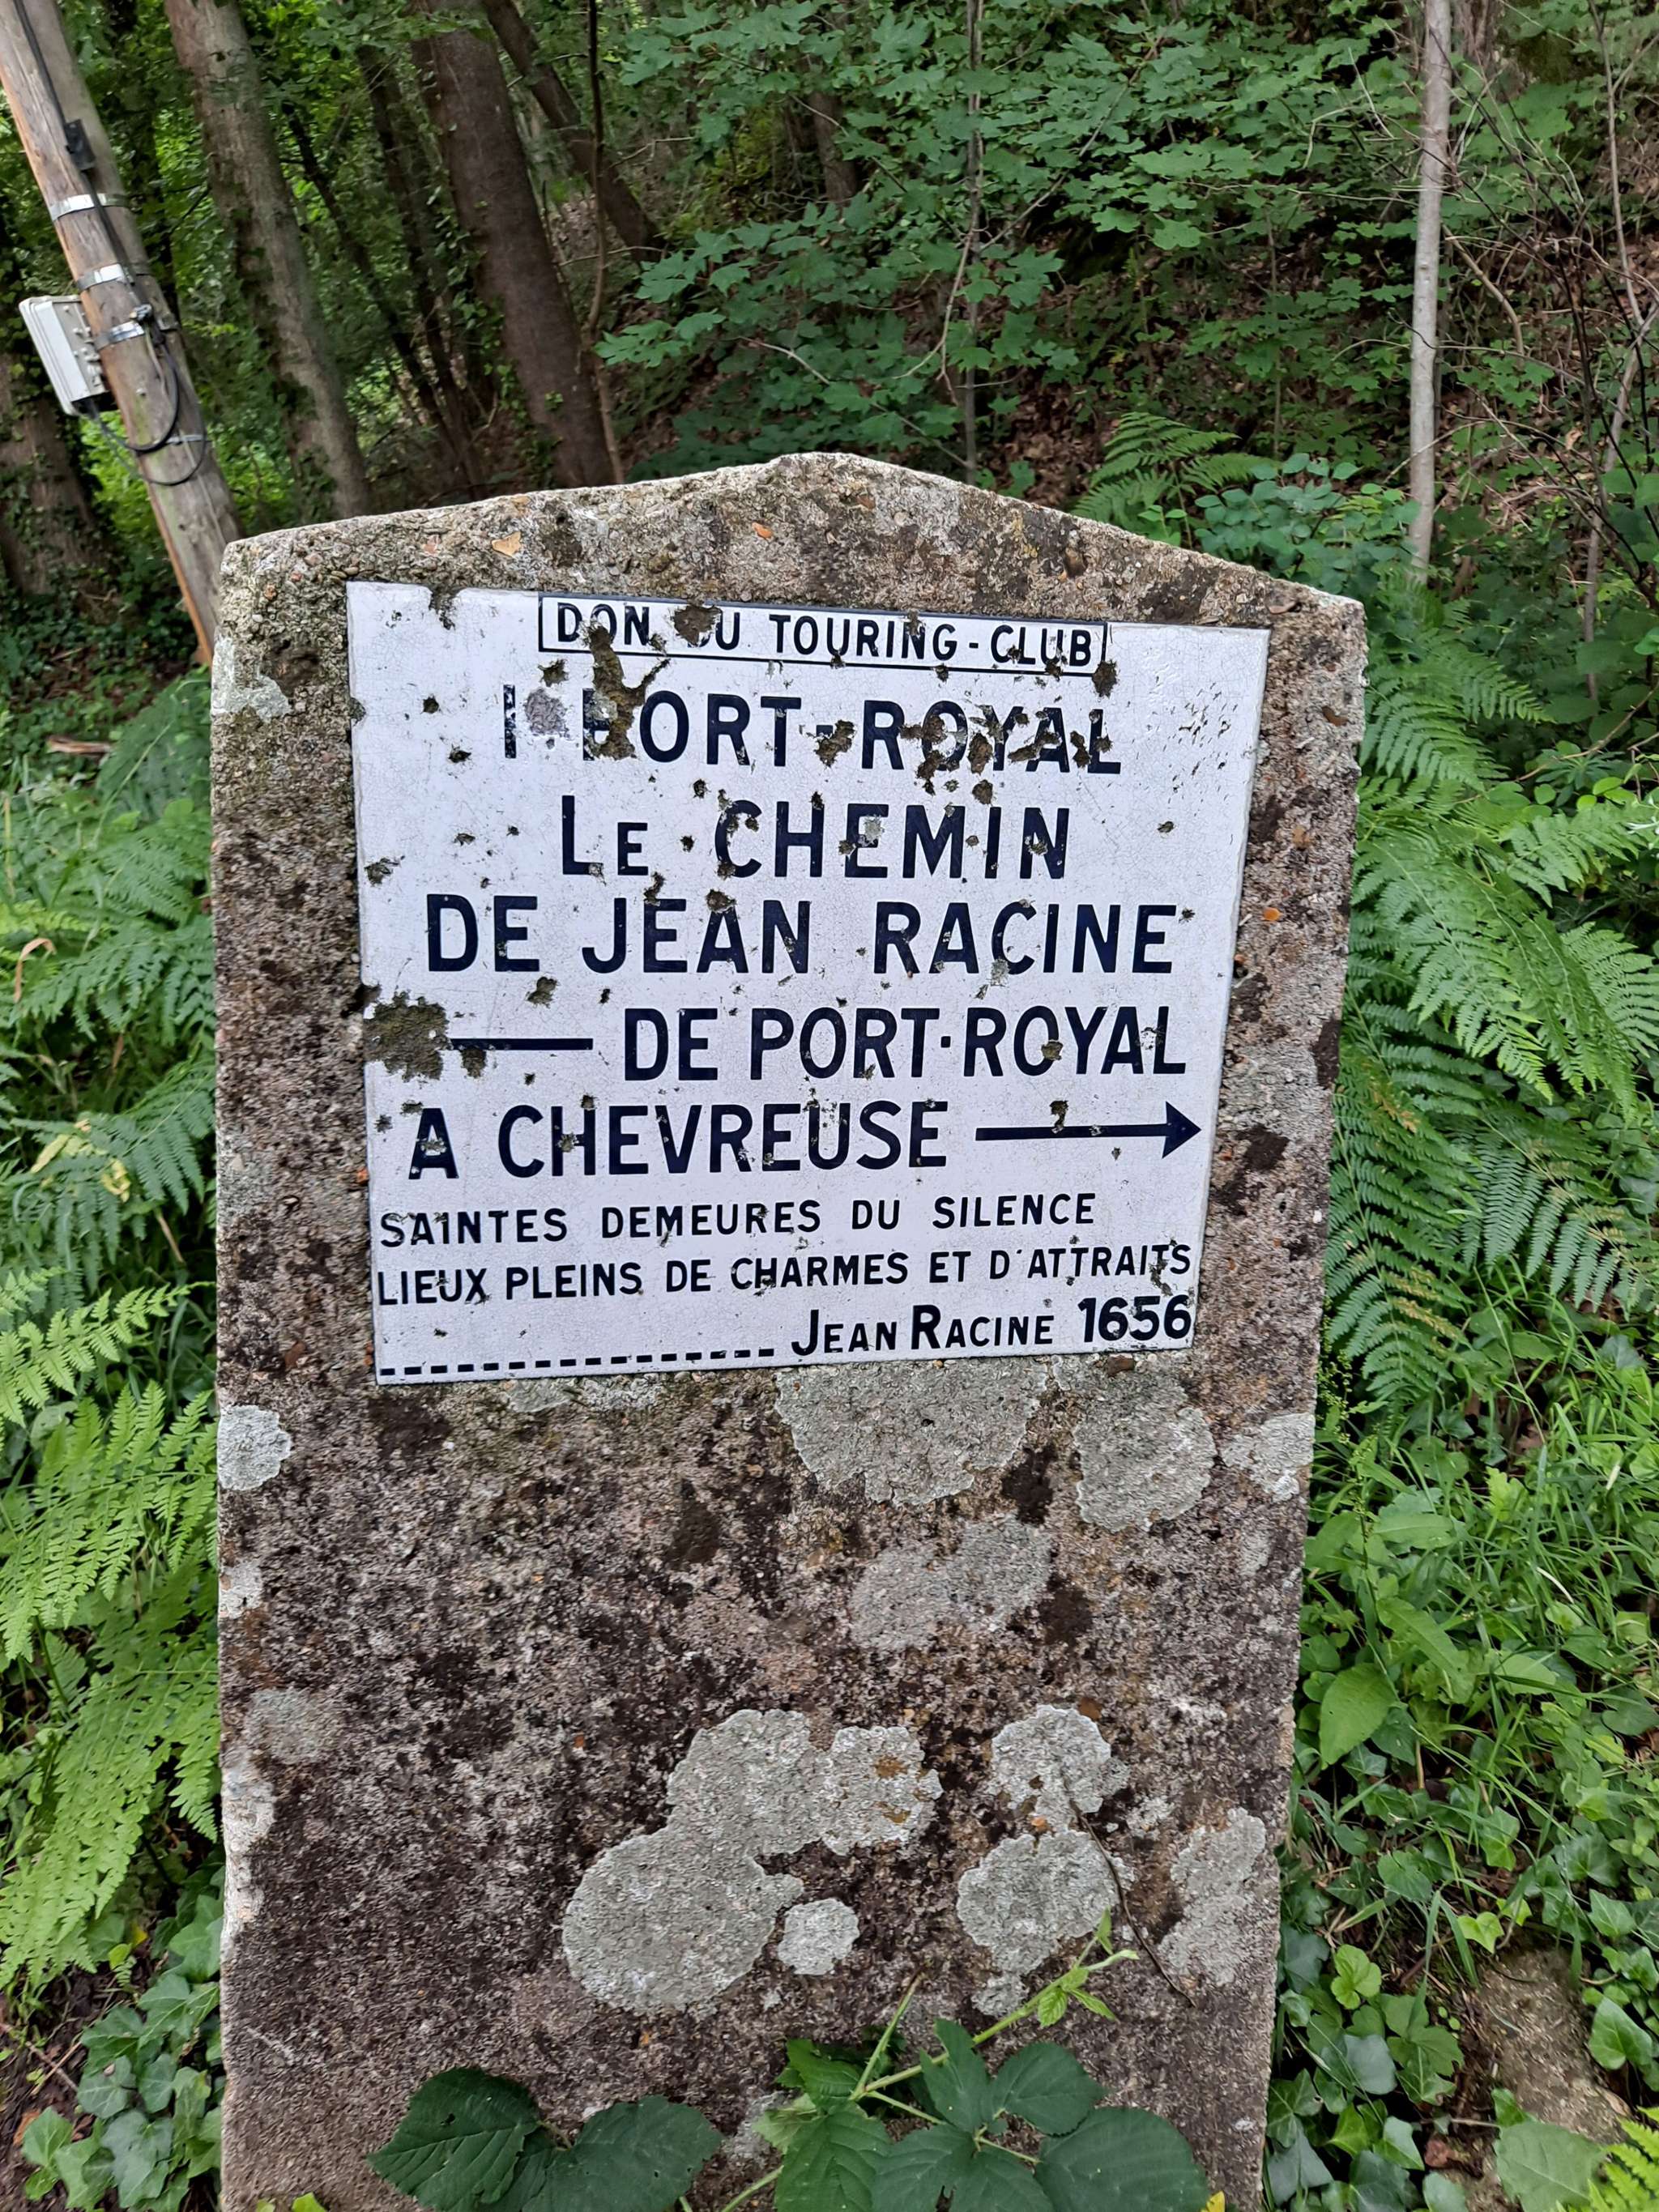 DON DU TOURING-CLUB
PORT-ROYAL
LE CHEMIN
DE JEAN RACINE
DE PORT-ROYAL
A CHEVREUSE
SAINTES DEMEURES DU SILENCE
LIEUX PLEINS DE CHARMES ET D'ATTRAITS
JEAN RACINE 1656